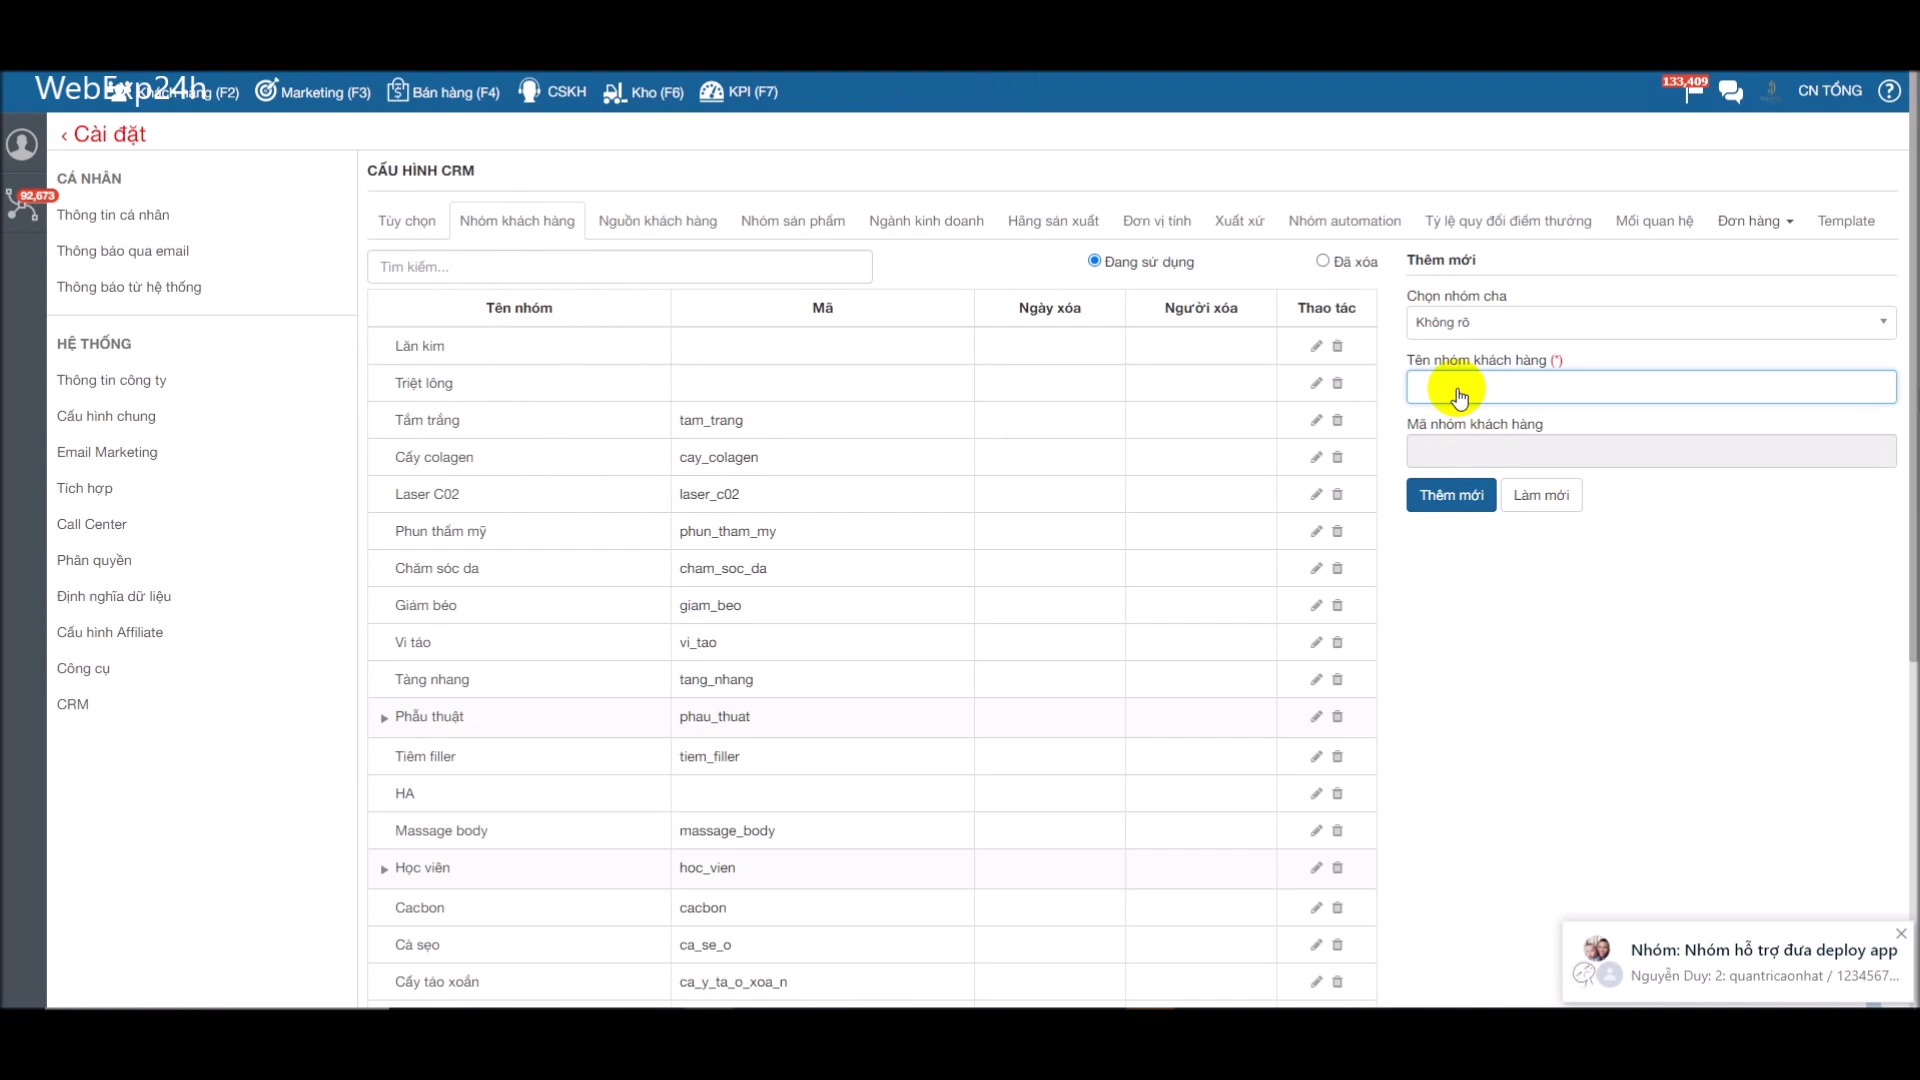 WebExp24h
Khách hàng (F2) Marketing (F3) Bán hàng (F4) CSKH Kho (F6) KPI (F7) 133,409 CN TỔNG ?
‹ Cài đặt
92,673
CÁ NHÂN
Thông tin cá nhân
Thông báo qua email
Thông báo từ hệ thống
HỆ THỐNG
Thông tin công ty
Cấu hình chung
Email Marketing
Tích hợp
Call Center
Phân quyền
Định nghĩa dữ liệu
Cấu hình Affiliate
Công cụ
CRM
CẤU HÌNH CRM
Tùy chọn Nhóm khách hàng Nguồn khách hàng Nhóm sản phẩm Ngành kinh doanh Hãng sản xuất Đơn vị tính Xuất xứ Nhóm automation Tỷ lệ quy đổi điểm thưởng Mối quan hệ Đơn hàng Template
Tìm kiếm... Đang sử dụng Đã xóa
Tên nhóm Mã Ngày xóa Người xóa Thao tác
Lăn kim
Triệt lông
Tắm trắng tam_trang
Cấy colagen cay_colagen
Laser C02 laser_c02
Phun thẩm mỹ phun_tham_my
Chăm sóc da cham_soc_da
Giảm béo giam_beo
Vi tảo vi_tao
Tàng nhang tang_nhang
Phẫu thuật phau_thuat
Tiêm filler tiem_filler
HA
Massage body massage_body
Học viên hoc_vien
Cacbon cacbon
Cà sẹo ca_se_o
Cấy tảo xoắn ca_y_ta_o_xoa_n
Thêm mới
Chọn nhóm cha
Không rõ
Tên nhóm khách hàng (*)
Mã nhóm khách hàng
Thêm mới Làm mới
Nhóm: Nhóm hỗ trợ đưa deploy app
Nguyễn Duy: 2: quantricaonhat / 1234567...